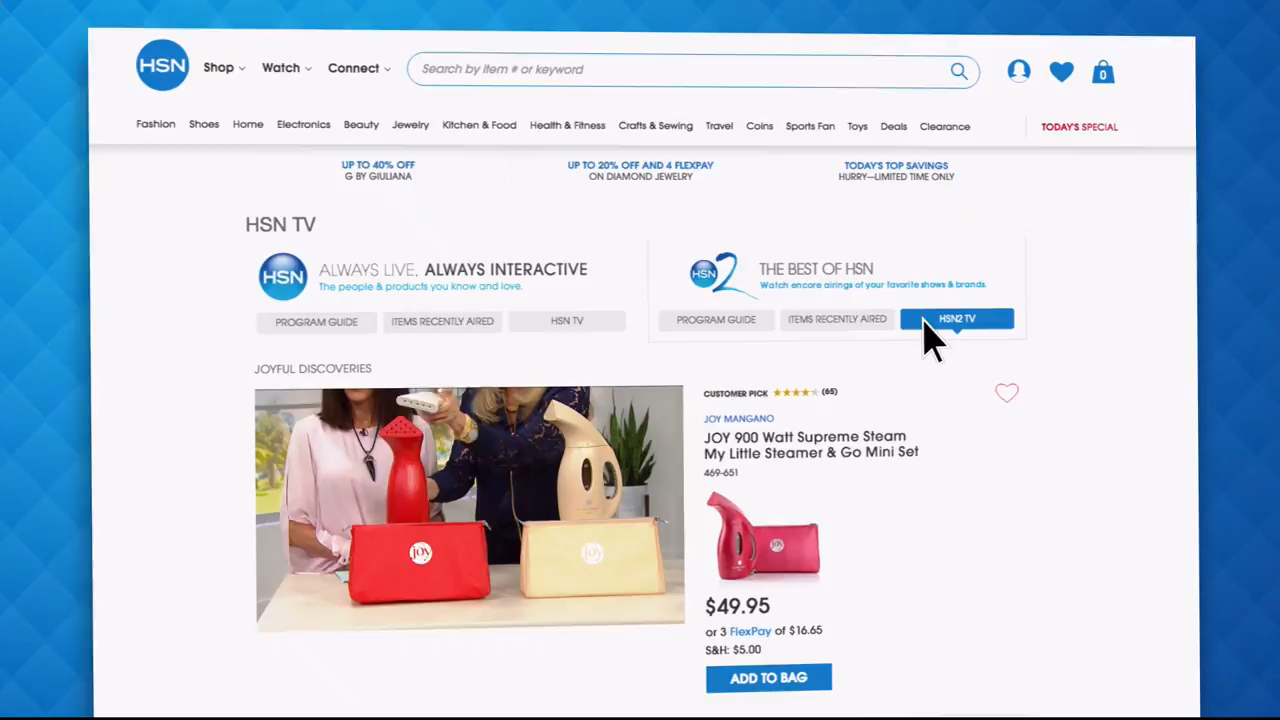 HSN
Shop
Watch
Connect
Search by item # or keyword
0
Fashion
Shoes
Home
Electronics
Beauty
Jewelry
Kitchen & Food
Health & Fitness
Crafts & Sewing
Travel
Coins
Sports Fan
Toys
Deals
Clearance
TODAY'S SPECIAL
UP TO 40% OFF
G BY GIULIANA
UP TO 20% OFF AND 4 FLEXPAY
ON DIAMOND JEWELRY
TODAY'S TOP SAVINGS
HURRY—LIMITED TIME ONLY
HSN TV
HSN
ALWAYS LIVE, ALWAYS INTERACTIVE
The people & products you know and love.
PROGRAM GUIDE
ITEMS RECENTLY AIRED
HSN TV
HSN2
THE BEST OF HSN
Watch encore airings of your favorite shows & brands
PROGRAM GUIDE
ITEMS RECENTLY AIRED
HSN2 TV
JOYFUL DISCOVERIES
joy
joy
CUSTOMER PICK
(65)
JOY MANGANO
JOY 900 Watt Supreme Steam
My Little Steamer & Go Mini Set
469-651
joy
$49.95
or 3 FlexPay of $16.65
S&H: $5.00
ADD TO BAG